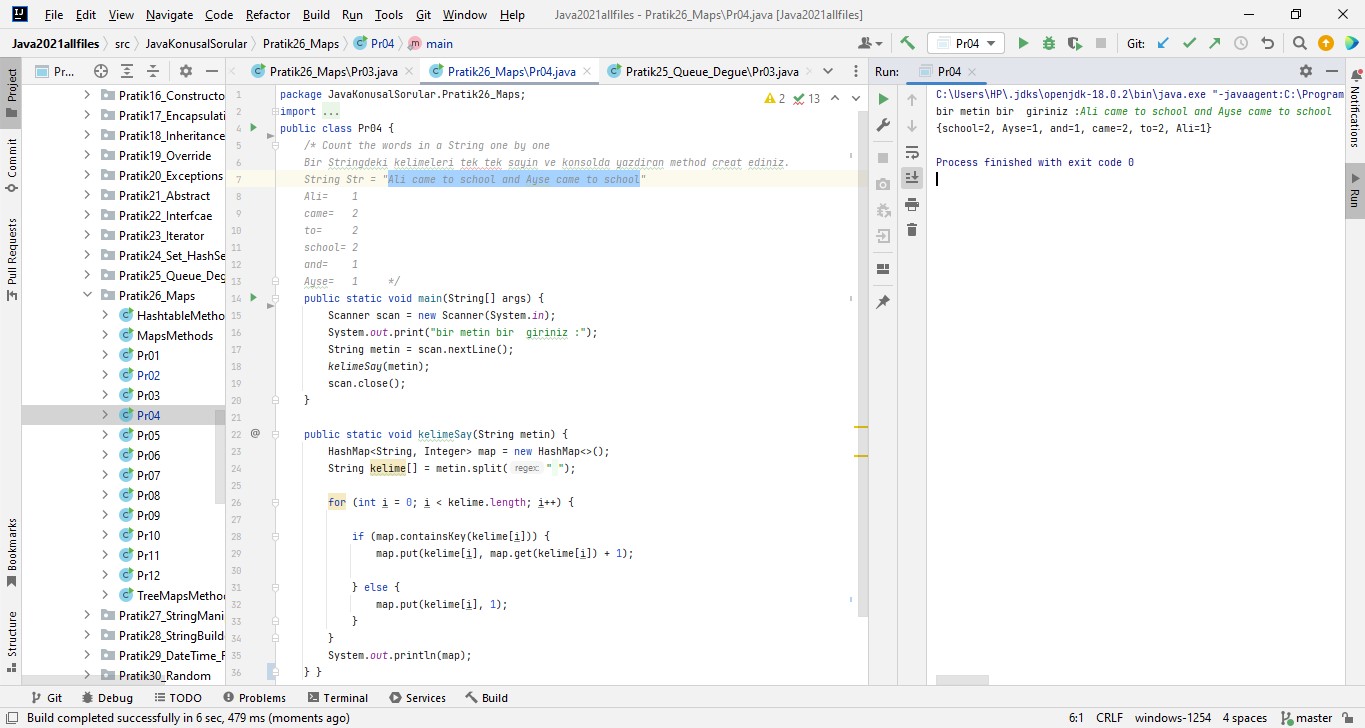 File Edit View Navigate Code Refactor Build Run Tools Git Window Help Java2021allfiles - Pratik26_Maps\Pr04.java [Java2021allfiles]
Java2021allfiles src JavaKonusalSorular Pratik26_Maps Pr04 main Pr04 Git:
Project
Commit
Pull Requests
Bookmarks
Structure
Pr...
Pratik16_Constructo
Pratik17_Encapsulati
Pratik18_Inheritance
Pratik19_Override
Pratik20_Exceptions
Pratik21_Abstract
Pratik22_Interfcae
Pratik23_Iterator
Pratik24_Set_HashSe
Pratik25_Queue_Deg
Pratik26_Maps
HashtableMetho
MapsMethods
Pr01
Pr02
Pr03
Pr04
Pr05
Pr06
Pr07
Pr08
Pr09
Pr10
Pr11
Pr12
TreeMapsMethod
Pratik27_StringMani
Pratik28_StringBuild
Pratik29_DateTime_F
Pratik30_Random
Pratik26_Maps\Pr03.java Pratik26_Maps\Pr04.java Pratik25_Queue_Degue\Pr03.java
2 13
1 package JavaKonusalSorular.Pratik26_Maps;
2 import ...
4 public class Pr04 {
5 /* Count the words in a String one by one
6 Bir Stringdeki kelimeleri tek tek sayin ve konsolda yazdiran method creat ediniz.
7 String Str = "Ali came to school and Ayse came to school"
8 Ali= 1
9 came= 2
10 to= 2
11 school= 2
12 and= 1
13 Ayse= 1 */
14 public static void main(String[] args) {
15 Scanner scan = new Scanner(System.in);
16 System.out.print("bir metin bir  giriniz :");
17 String metin = scan.nextLine();
18 kelimeSay(metin);
19 scan.close();
20 }
21
22 @ public static void kelimeSay(String metin) {
23 HashMap<String, Integer> map = new HashMap<>();
24 String kelime[] = metin.split( regex: " ");
25
26 for (int i = 0; i < kelime.length; i++) {
27
28 if (map.containsKey(kelime[i])) {
29 map.put(kelime[i], map.get(kelime[i]) + 1);
30
31 } else {
32 map.put(kelime[i], 1);
33 }
34 }
35 System.out.println(map);
36 } }
Run: Pr04
C:\Users\HP\.jdks\openjdk-18.0.2\bin\java.exe "-javaagent:C:\Program
bir metin bir  giriniz :Ali came to school and Ayse came to school
{school=2, Ayse=1, and=1, came=2, to=2, Ali=1}
Process finished with exit code 0
Notifications
Run
Git Debug TODO Problems Terminal Services Build
Build completed successfully in 6 sec, 479 ms (moments ago) 6:1 CRLF windows-1254 4 spaces master